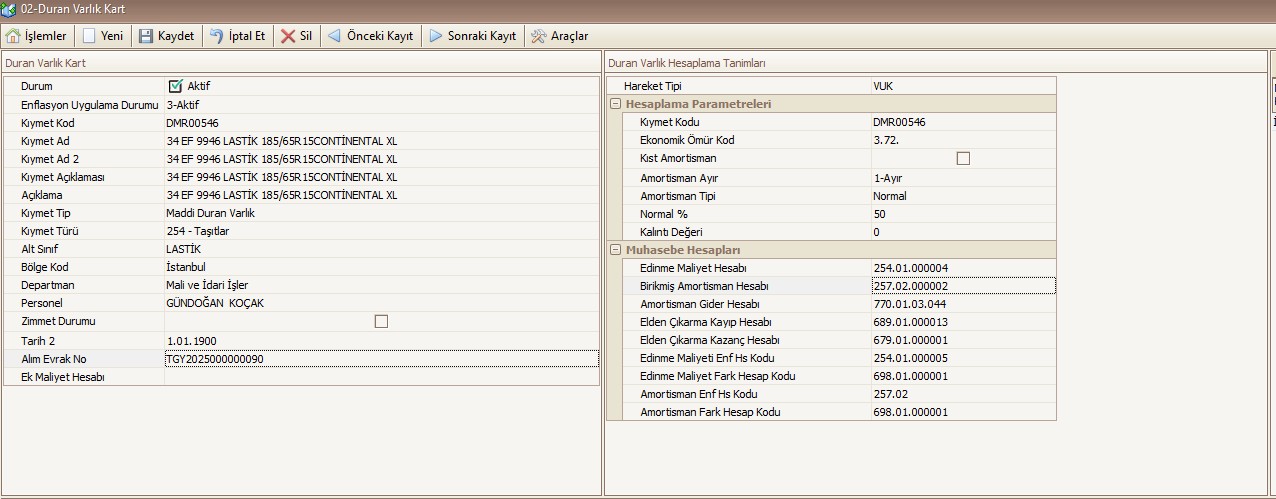 02-Duran Varlık Kart
İşlemler Yeni Kaydet İptal Et Sil Önceki Kayıt Sonraki Kayıt Araçlar
Duran Varlık Kart
Durum Aktif
Enflasyon Uygulama Durumu 3-Aktif
Kıymet Kod DMR00546
Kıymet Ad 34 EF 9946 LASTİK 185/65R15CONTİNENTAL XL
Kıymet Ad 2 34 EF 9946 LASTİK 185/65R15CONTİNENTAL XL
Kıymet Açıklaması 34 EF 9946 LASTİK 185/65R15CONTİNENTAL XL
Açıklama 34 EF 9946 LASTİK 185/65R15CONTİNENTAL XL
Kıymet Tip Maddi Duran Varlık
Kıymet Türü 254 - Taşıtlar
Alt Sınıf LASTİK
Bölge Kod İstanbul
Departman Mali ve İdari İşler
Personel GÜNDOĞAN KOÇAK
Zimmet Durumu
Tarih 2 1.01.1900
Alım Evrak No TGY2025000000090
Ek Maliyet Hesabı
Duran Varlık Hesaplama Tanimları
Hareket Tipi VUK
Hesaplama Parametreleri
Kıymet Kodu DMR00546
Ekonomik Ömür Kod 3.72.
Kıst Amortisman
Amortisman Ayır 1-Ayır
Amortisman Tipi Normal
Normal % 50
Kalıntı Değeri 0
Muhasebe Hesapları
Edinme Maliyet Hesabı 254.01.000004
Birikmiş Amortisman Hesabı 257.02.000002
Amortisman Gider Hesabı 770.01.03.044
Elden Çıkarma Kayıp Hesabı 689.01.000013
Elden Çıkarma Kazanç Hesabı 679.01.00001
Edinme Maliyeti Enf Hs Kodu 254.01.000005
Edinme Maliyet Fark Hesap Kodu 698.01.000001
Amortisman Enf Hs Kodu 257.02
Amortisman Fark Hesap Kodu 698.01.000001